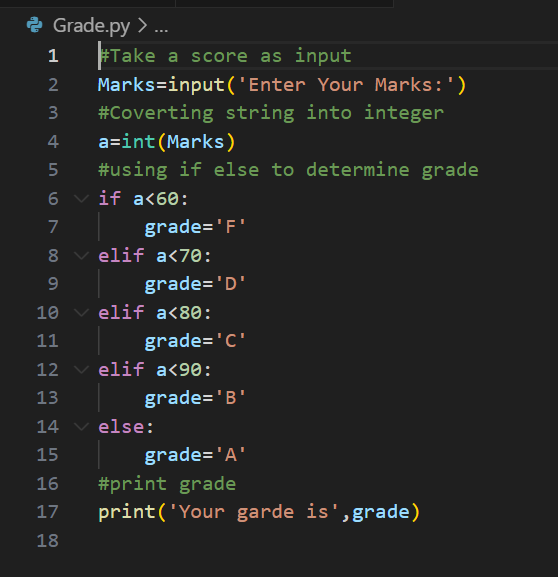 Grade.py > ...
1 #Take a score as input
2 Marks=input('Enter Your Marks:')
3 #Coverting string into integer
4 a=int(Marks)
5 #using if else to determine grade
6 if a<60:
7     grade='F'
8 elif a<70:
9     grade='D'
10 elif a<80:
11     grade='C'
12 elif a<90:
13     grade='B'
14 else:
15     grade='A'
16 #print grade
17 print('Your garde is',grade)
18